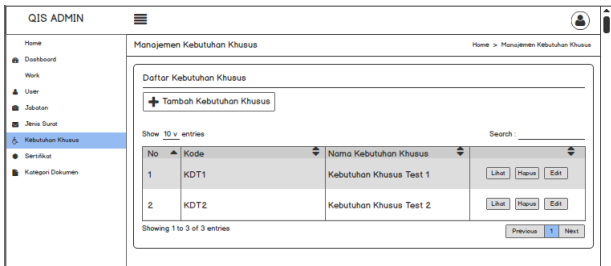 QIS ADMIN
Home
Dashboard
Work
User
Jabatan
Jenis Surat
Kebutuhan Khusus
Sertifikat
Kategori Dokumen
Manajemen Kebutuhan Khusus
Home > Manajemen Kebutuhan Khusus
Daftar Kebutuhan Khusus
Tambah Kebutuhan Khusus
Show 10 v entries
Search :
No Kode Nama Kebutuhan Khusus
1 KDT1 Kebutuhan Khusus Test 1 Lihat Hapus Edit
2 KDT2 Kebutuhan Khusus Test 2 Lihat Hapus Edit
Showing 1 to 3 of 3 entries
Previous 1 Next